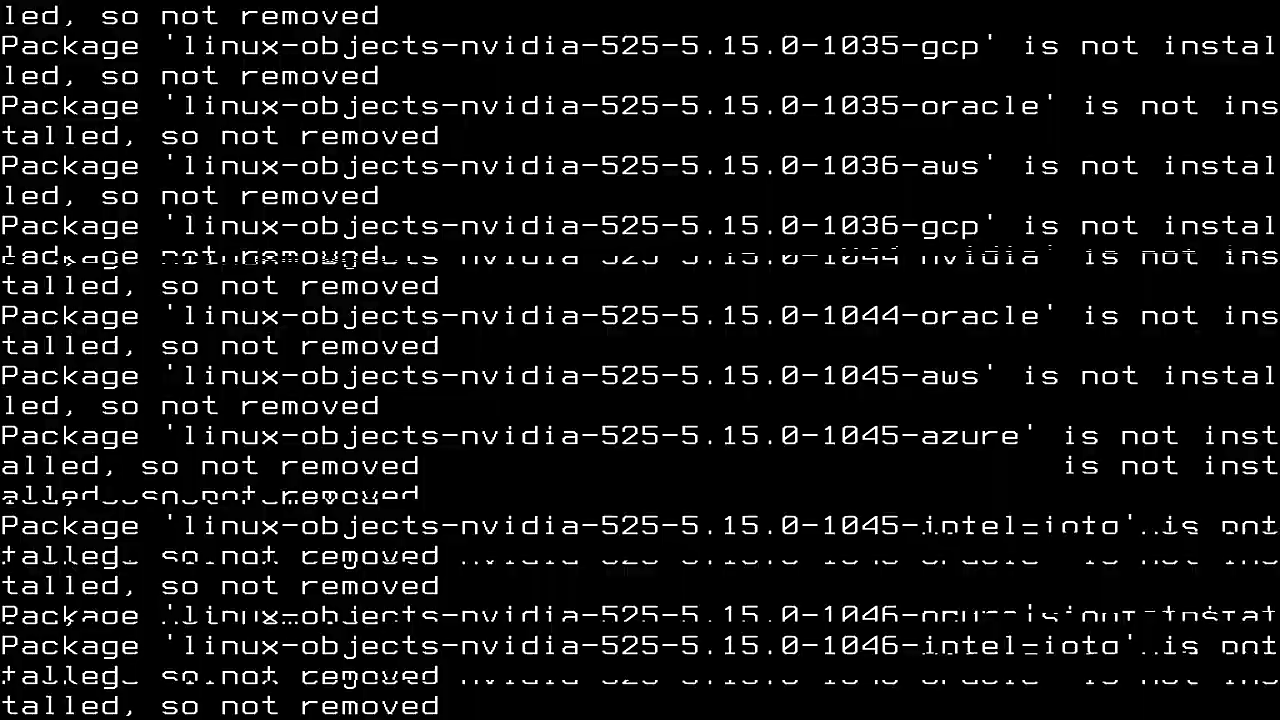 led, so not removed
Package 'linux-objects-nvidia-525-5.15.0-1035-gcp' is not instal
led, so not removed
Package 'linux-objects-nvidia-525-5.15.0-1035-oracle' is not ins
talled, so not removed
Package 'linux-objects-nvidia-525-5.15.0-1036-aws' is not instal
led, so not removed
Package 'linux-objects-nvidia-525-5.15.0-1036-gcp' is not instal
is not ins
talled, so not removed
Package 'linux-objects-nvidia-525-5.15.0-1044-oracle' is not ins
talled, so not removed
Package 'linux-objects-nvidia-525-5.15.0-1045-aws' is not instal
led, so not removed
Package 'linux-objects-nvidia-525-5.15.0-1045-azure' is not inst
alled, so not removed is not inst
alled, so not removed
Package 'linux-objects-nvidia-525-5.15.0-1045-intel-iotg' is not
talled, so not removed
talled, so not removed
Package 'linux-objects-nvidia-525-5.15.0-1046-
Package 'linux-objects-nvidia-525-5.15.0-1046-intel-iotg' is not
talled, so not removed
talled, so not removed